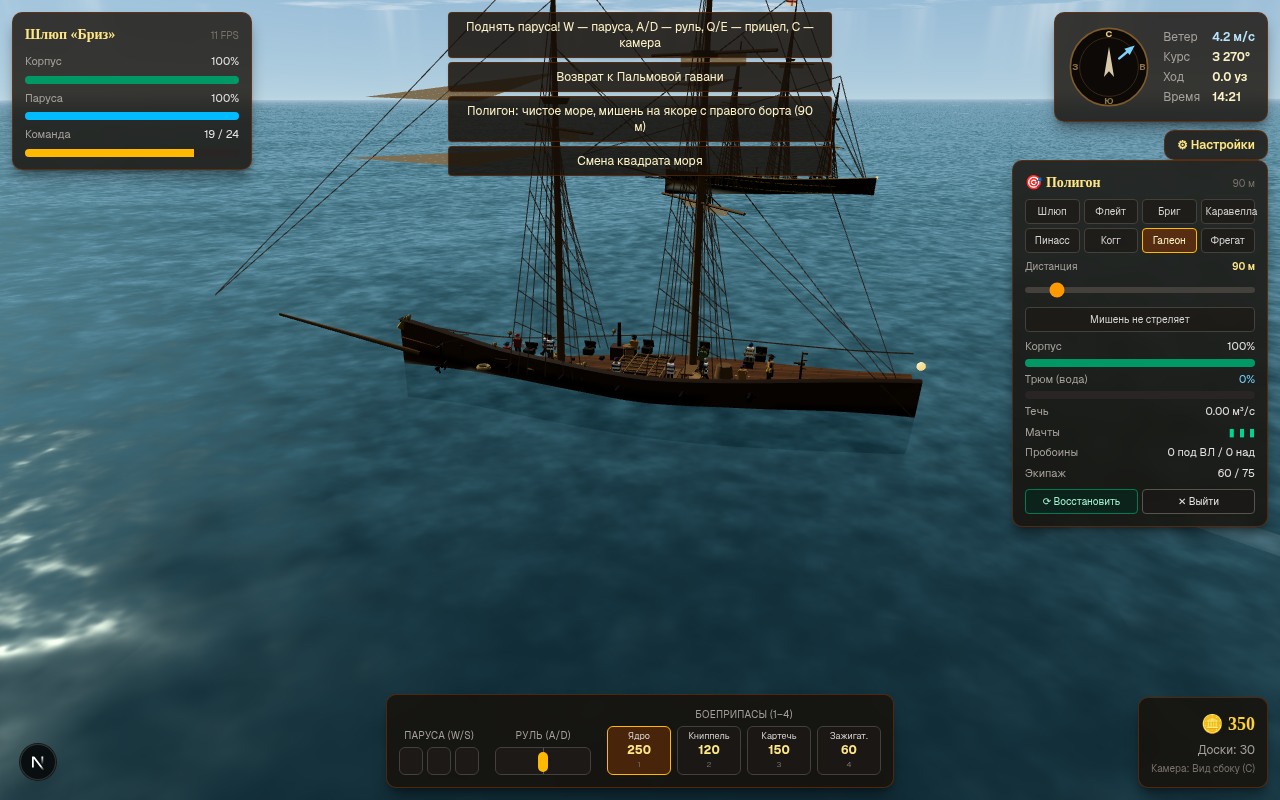 Шлюп «Бриз»
11 FPS
Корпус
100%
Паруса
100%
Команда
19 / 24
Поднять паруса! W — паруса, A/D — руль, Q/E — прицел, C —
камера
Возврат к Пальмовой гавани
Полигон: чистое море, мишень на якоре с правого борта (90
м)
Смена квадрата моря
С
З
В
Ю
Ветер
4.2 м/с
Курс
З 270°
Ход
0.0 уз
Время
14:21
⚙ Настройки
🎯 Полигон
90 м
Шлюп
Флейт
Бриг
Каравелла
Пинасс
Когг
Галеон
Фрегат
Дистанция
90 м
Мишень не стреляет
Корпус
100%
Трюм (вода)
0%
Течь
0.00 м³/с
Мачты
Пробоины
0 под ВЛ / 0 над
Экипаж
60 / 75
⟳ Восстановить
✕ Выйти
ПАРУСА (W/S)
РУЛЬ (A/D)
БОЕПРИПАСЫ (1–4)
Ядро
250
1
Книппель
120
2
Картечь
150
3
Зажигат.
60
4
🪙 350
Доски: 30
Камера: Вид сбоку (C)
N